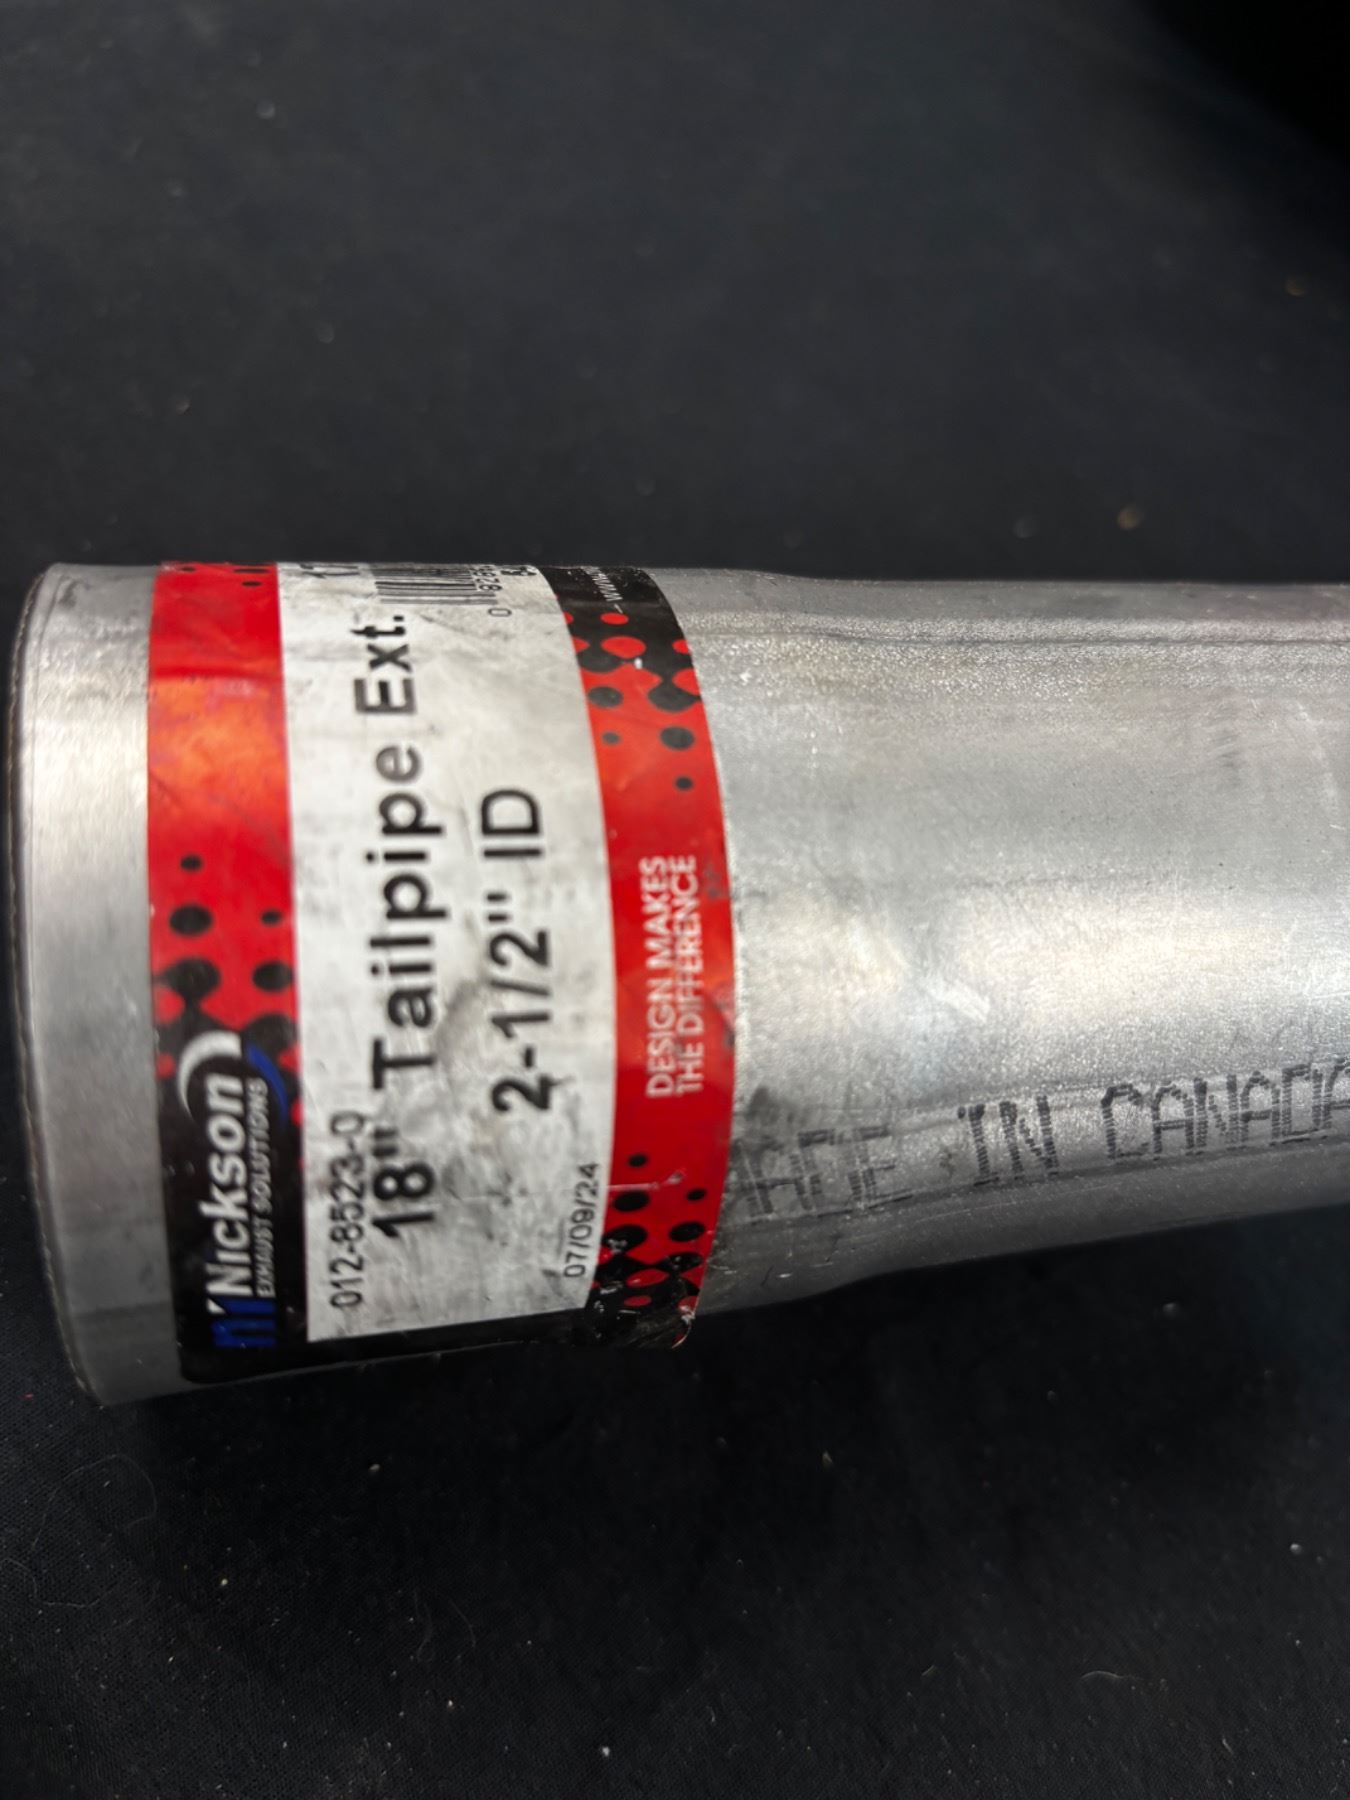 Nickson
EXHAUST SOLUTIONS
012-8523-0
18" Tailpipe Ext.
2-1/2" ID
07/09/24
DESIGN MAKES
THE DIFFERENCE
MADE IN CANADA